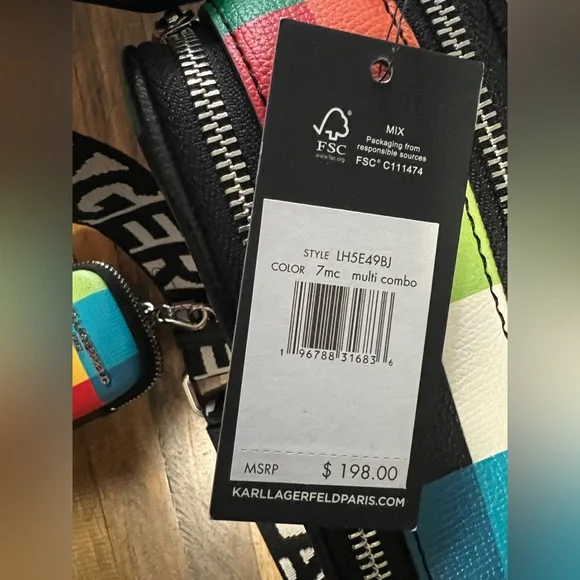 FSC
www.fsc.org
MIX
Packaging from
responsible sources
FSC® C111474
STYLE LH5E49BJ
COLOR 7mc multi combo
1 96788 31683 6
MSRP $ 198.00
KARLLAGERFELDPARIS.COM